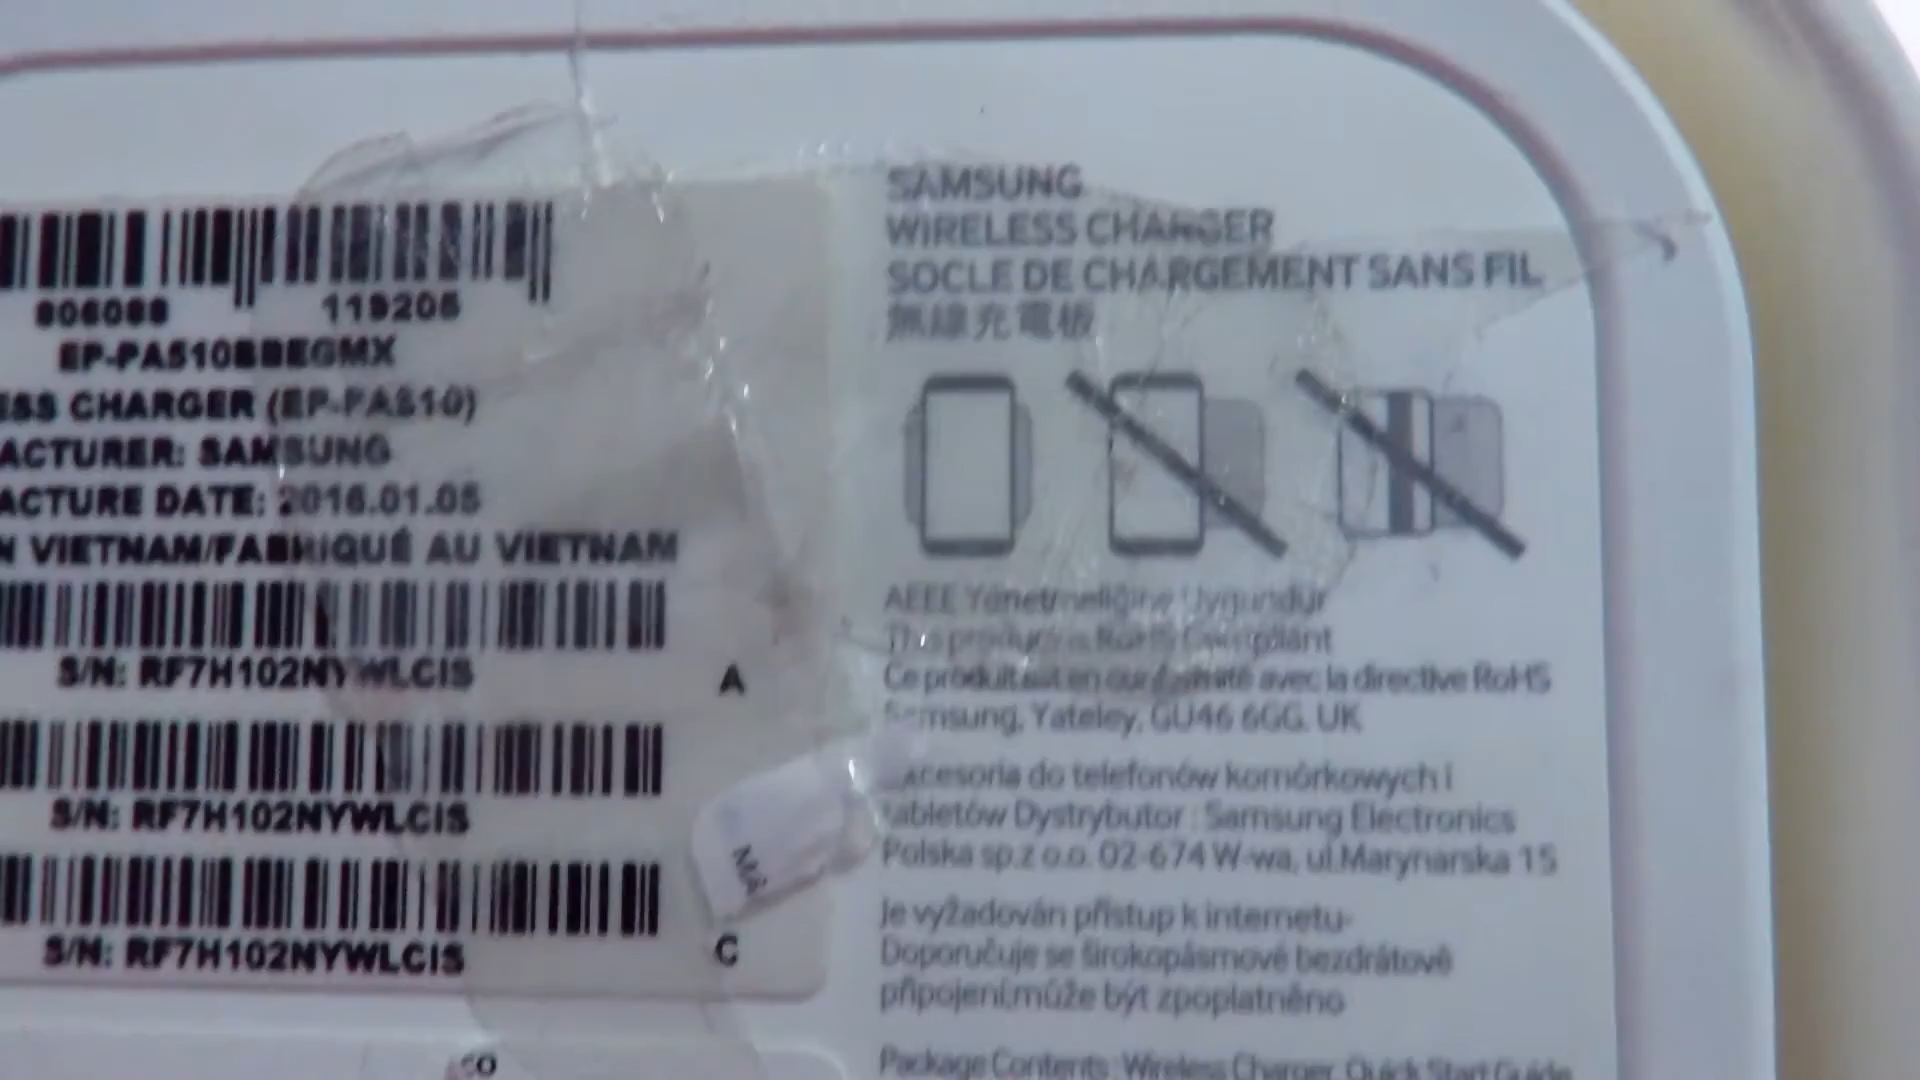 806088 119205
EP-PA510BBEGMX
ESS CHARGER (EP-PA510)
ACTURER: SAMSUNG
ACTURE DATE: 2016.01.05
N VIETNAM/FABRIQUÉ AU VIETNAM
S/N: RF7H102NYWLCIS
A
S/N: RF7H102NYWLCIS
S/N: RF7H102NYWLCIS
C
SAMSUNG
WIRELESS CHARGER
SOCLE DE CHARGEMENT SANS FIL
無線充電板
AEEE Yönetmeliğine Uygundur
This product is RoHS Compliant
Ce produit est en conformité avec la directive RoHS
Samsung, Yateley, GU46 6GG. UK
Akcesoria do telefonów komórkowych i
tabletów Dystrybutor : Samsung Electronics
Polska sp.z o.o. 02-674 W-wa, ul.Marynarska 15
Je vyžadován přístup k internetu-
Doporučuje se širokopásmové bezdrátové
připojení,může být zpoplatněno
Package Contents : Wireless Charger, Quick Start Guide